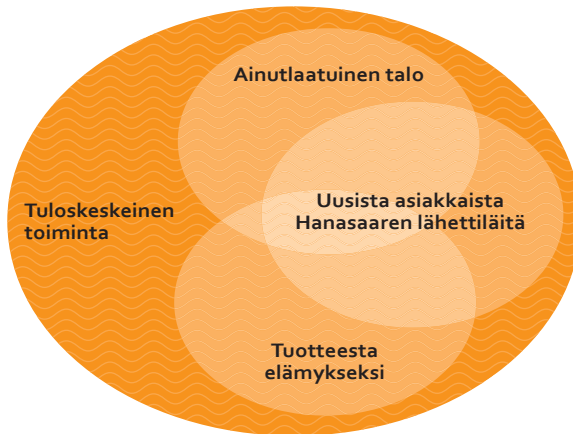 Ainutlaatuinen talo
Tuloskeskeinen
toiminta
Uusista asiakkaista
Hanasaaren lähettiläitä
Tuotteesta
elämykseksi